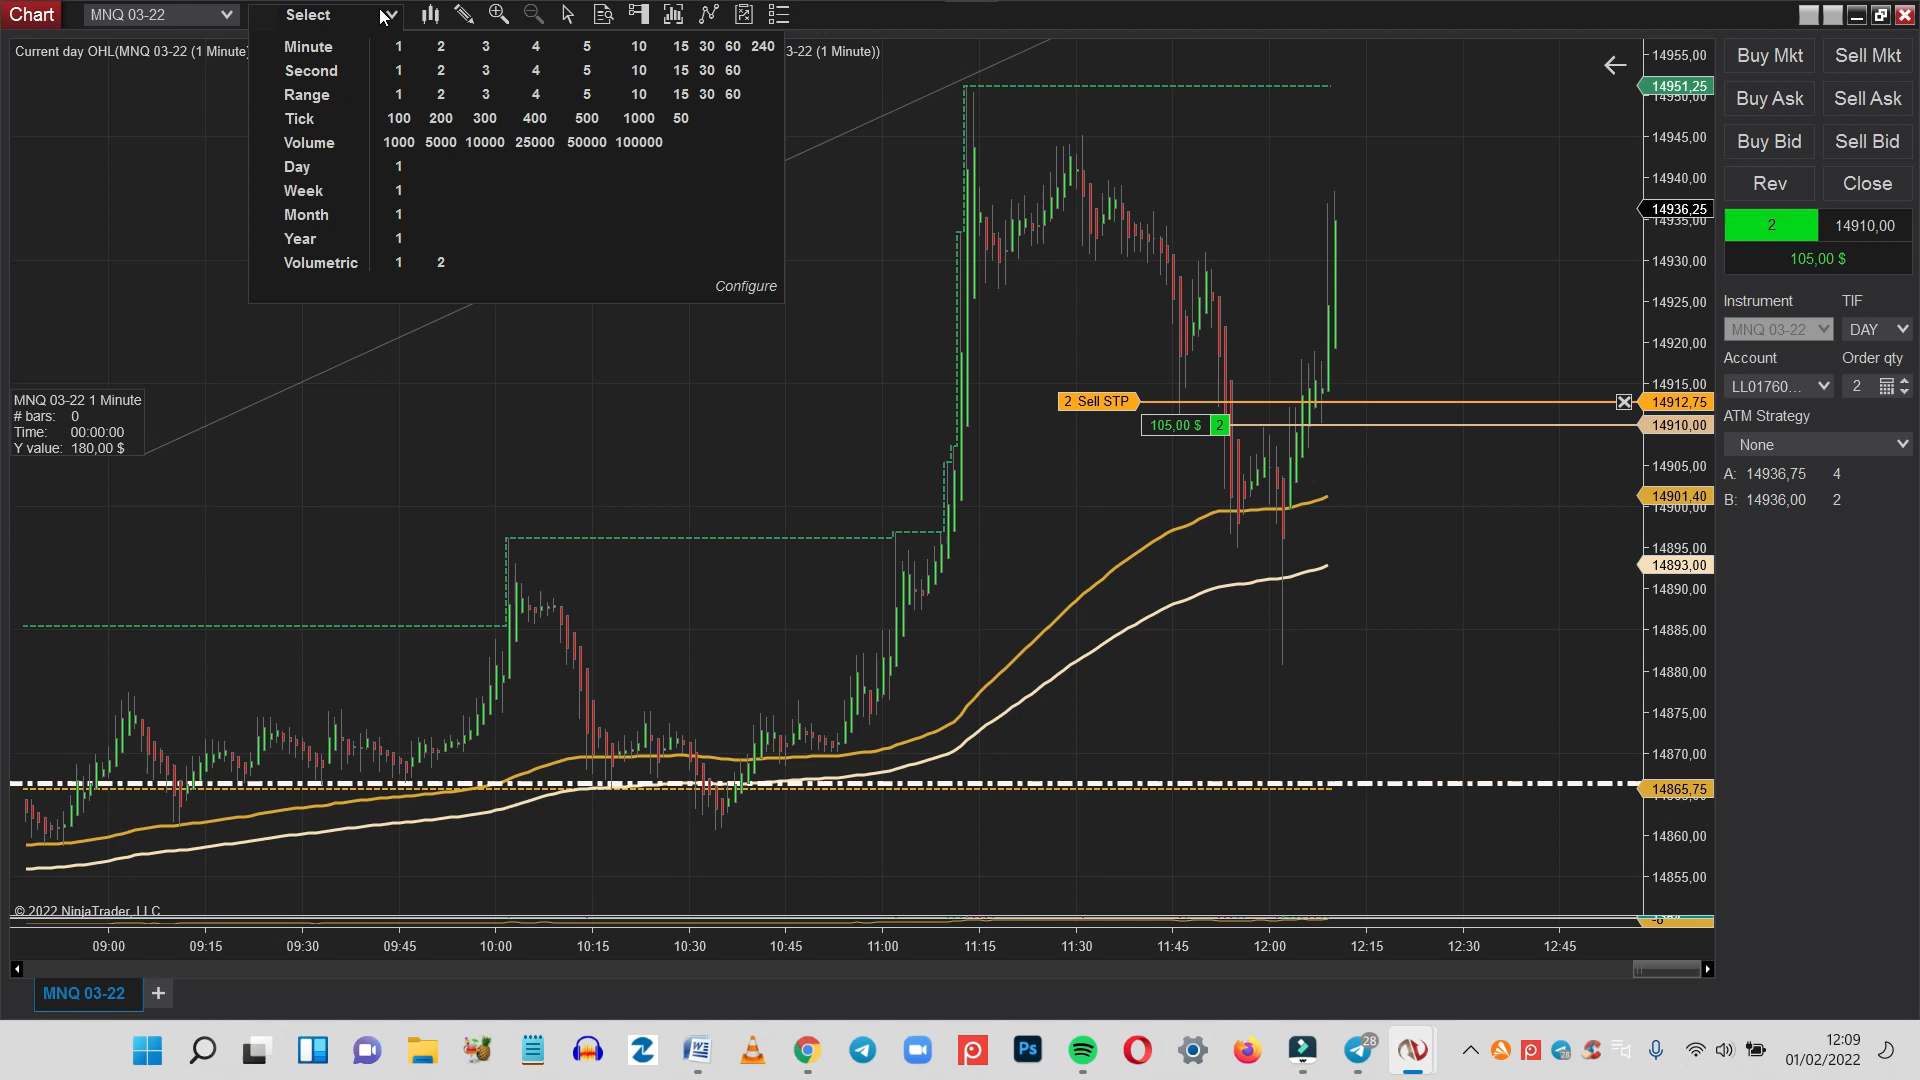 Chart MNQ 03-22 Select
Minute 1 2 3 4 5 10 15 30 60 240
Second 1 2 3 4 5 10 15 30 60
Range 1 2 3 4 5 10 15 30 60
Tick 100 200 300 400 500 1000 50
Volume 1000 5000 10000 25000 50000 100000
Day 1
Week 1
Month 1
Year 1
Volumetric 1 2
Configure
Current day OHL(MNQ 03-22 (1 Minute) 3-22 (1 Minute))
MNQ 03-22 1 Minute
# bars: 0
Time: 00:00:00
Y value: 180,00 $
2 Sell STP
105,00 $ 2
14955,00
14951,25
14950,00
14945,00
14940,00
14936,25
14935,00
14930,00
14925,00
14920,00
14915,00
14912,75
14910,00
14905,00
14901,40
14900,00
14895,00
14893,00
14890,00
14885,00
14880,00
14875,00
14870,00
14865,75
14860,00
14855,00
Buy Mkt Sell Mkt
Buy Ask Sell Ask
Buy Bid Sell Bid
Rev Close
2 14910,00
105,00 $
Instrument TIF
MNQ 03-22 DAY
Account Order qty
LL01760... 2
ATM Strategy
None
A: 14936,75 4
B: 14936,00 2
© 2022 NinjaTrader, LLC
09:00 09:15 09:30 09:45 10:00 10:15 10:30 10:45 11:00 11:15 11:30 11:45 12:00 12:15 12:30 12:45
MNQ 03-22 +
Ps
28
28
12:09
01/02/2022